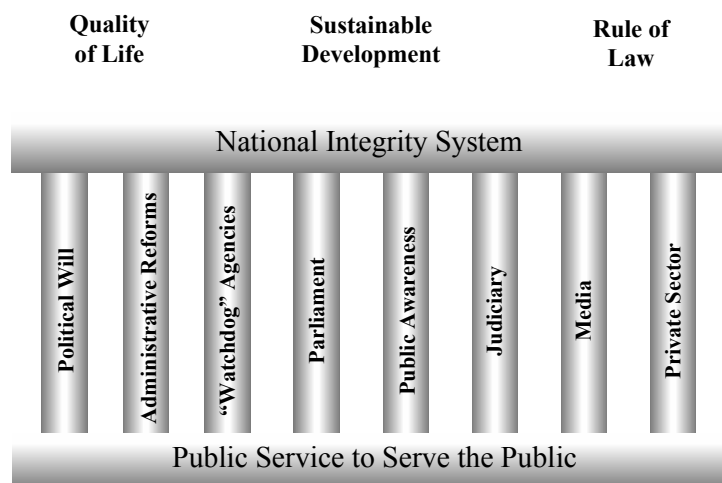 Quality
of Life
Sustainable
Development
Rule of
Law
National Integrity System
Political Will
Administrative Reforms
“Watchdog” Agencies
Parliament
Public Awareness
Judiciary
Media
Private Sector
Public Service to Serve the Public